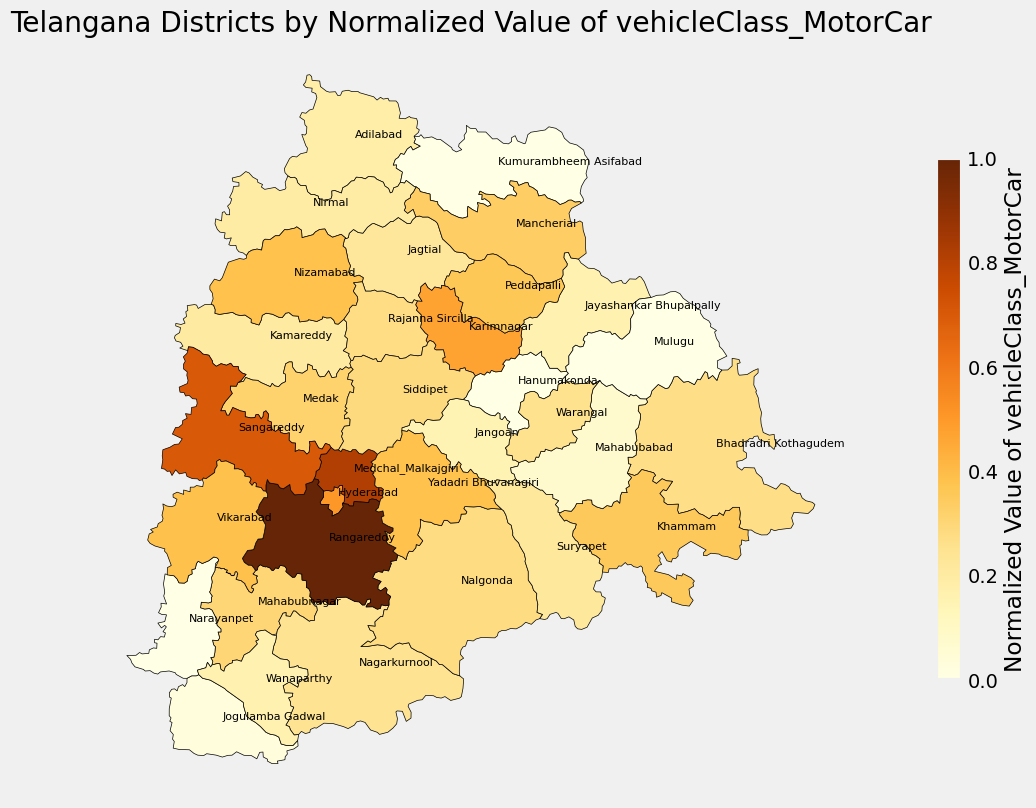 Telangana Districts by Normalized Value of vehicleClass_MotorCar
Adilabad
Kumurambheem Asifabad
Nirmal
Mancherial
Jagtial
Nizamabad
Peddapalli
Jayashankar Bhupalpally
Rajanna Sircilla
Karimnagar
Kamareddy
Mulugu
Hanumakonda
Siddipet
Medak
Warangal
Sangareddy
Jangoan
Mahabubabad
Bhadradri Kothagudem
Medchal_Malkajgiri
Yadadri Bhuvanagiri
Hyderabad
Vikarabad
Khammam
Rangareddy
Suryapet
Nalgonda
Mahabubnagar
Narayanpet
Nagarkurnool
Wanaparthy
Jogulamba Gadwal
1.0
0.8
0.6
0.4
0.2
0.0
Normalized Value of vehicleClass_MotorCar